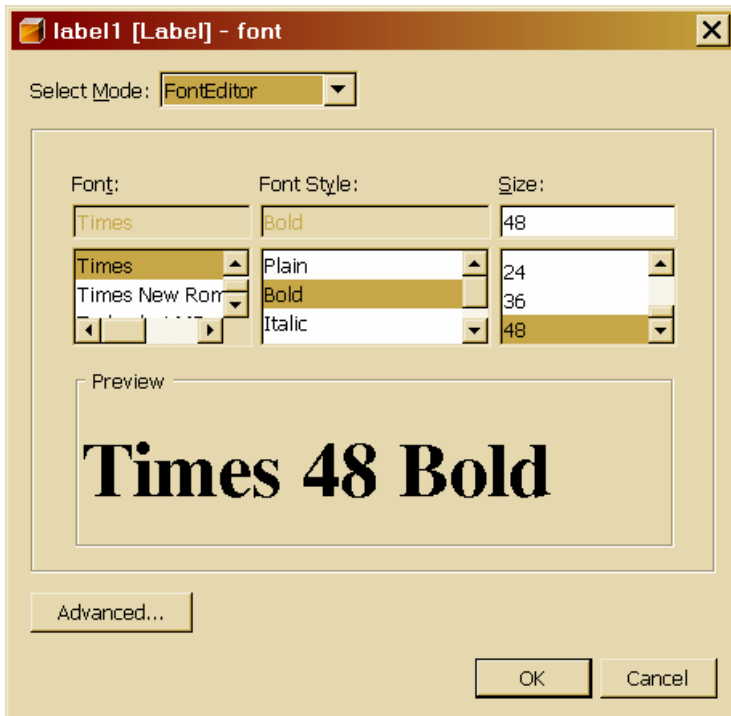 label1 [Label] - font
Select Mode: FontEditor
Font: Font Style: Size:
Times Bold 48
Times Plain 24
Times New Rom Bold 36
Italic 48
Preview
Times 48 Bold
Advanced...
OK Cancel